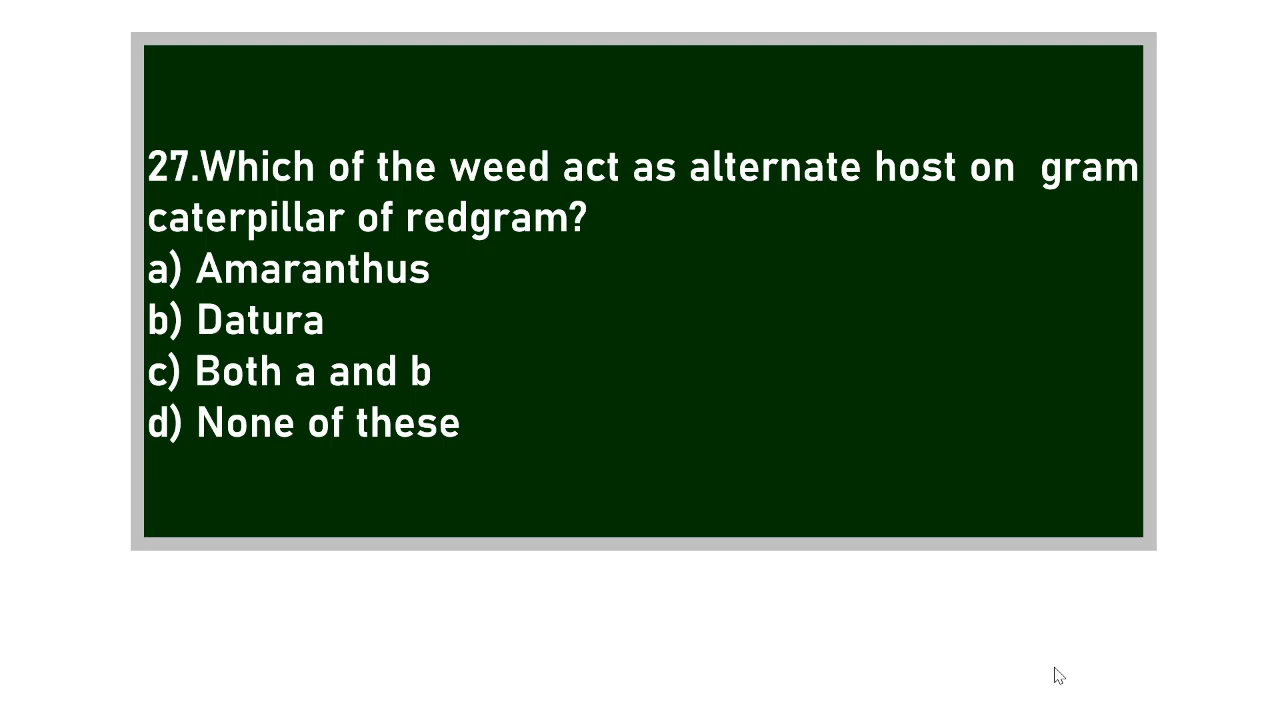 27.Which of the weed act as alternate host on  gram
caterpillar of redgram?
a) Amaranthus
b) Datura
c) Both a and b
d) None of these